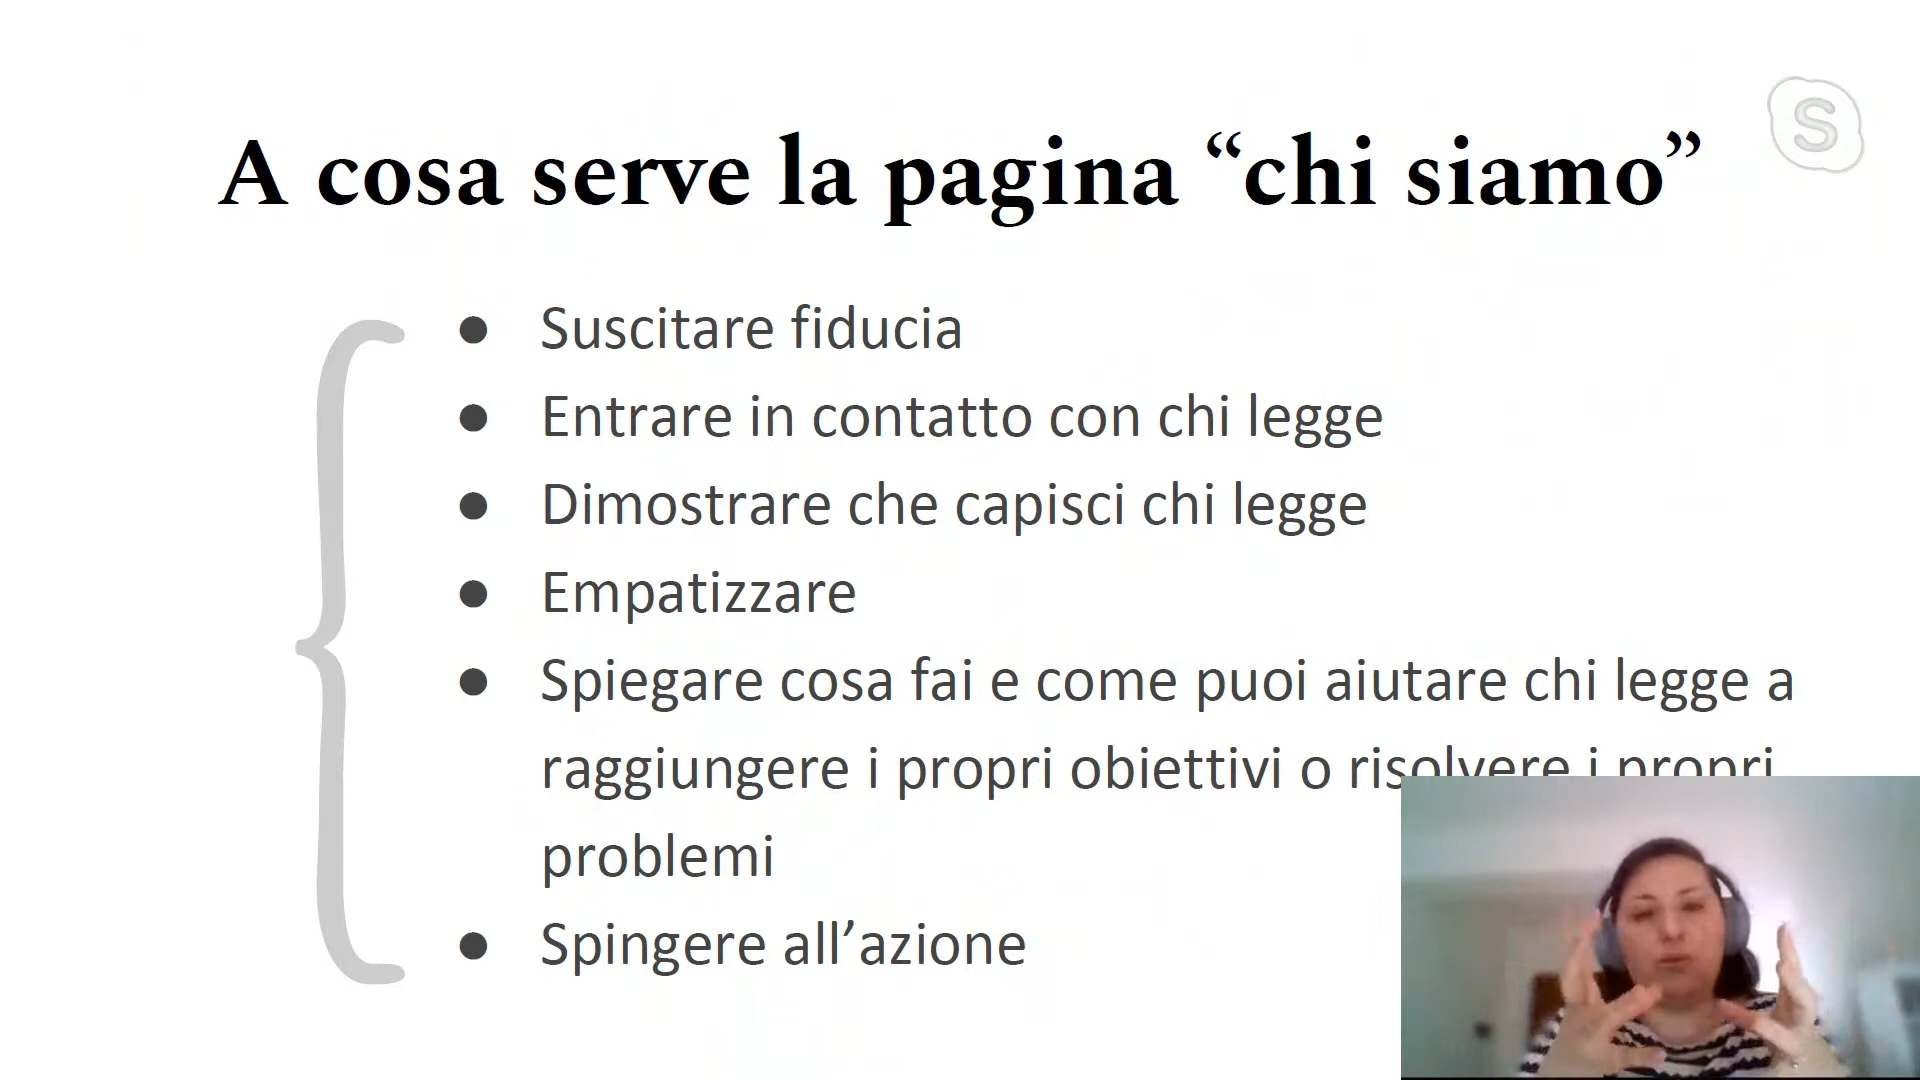 A cosa serve la pagina “chi siamo”
S
● Suscitare fiducia
● Entrare in contatto con chi legge
● Dimostrare che capisci chi legge
● Empatizzare
● Spiegare cosa fai e come puoi aiutare chi legge a
raggiungere i propri obiettivi o risolvere i propri
problemi
● Spingere all’azione